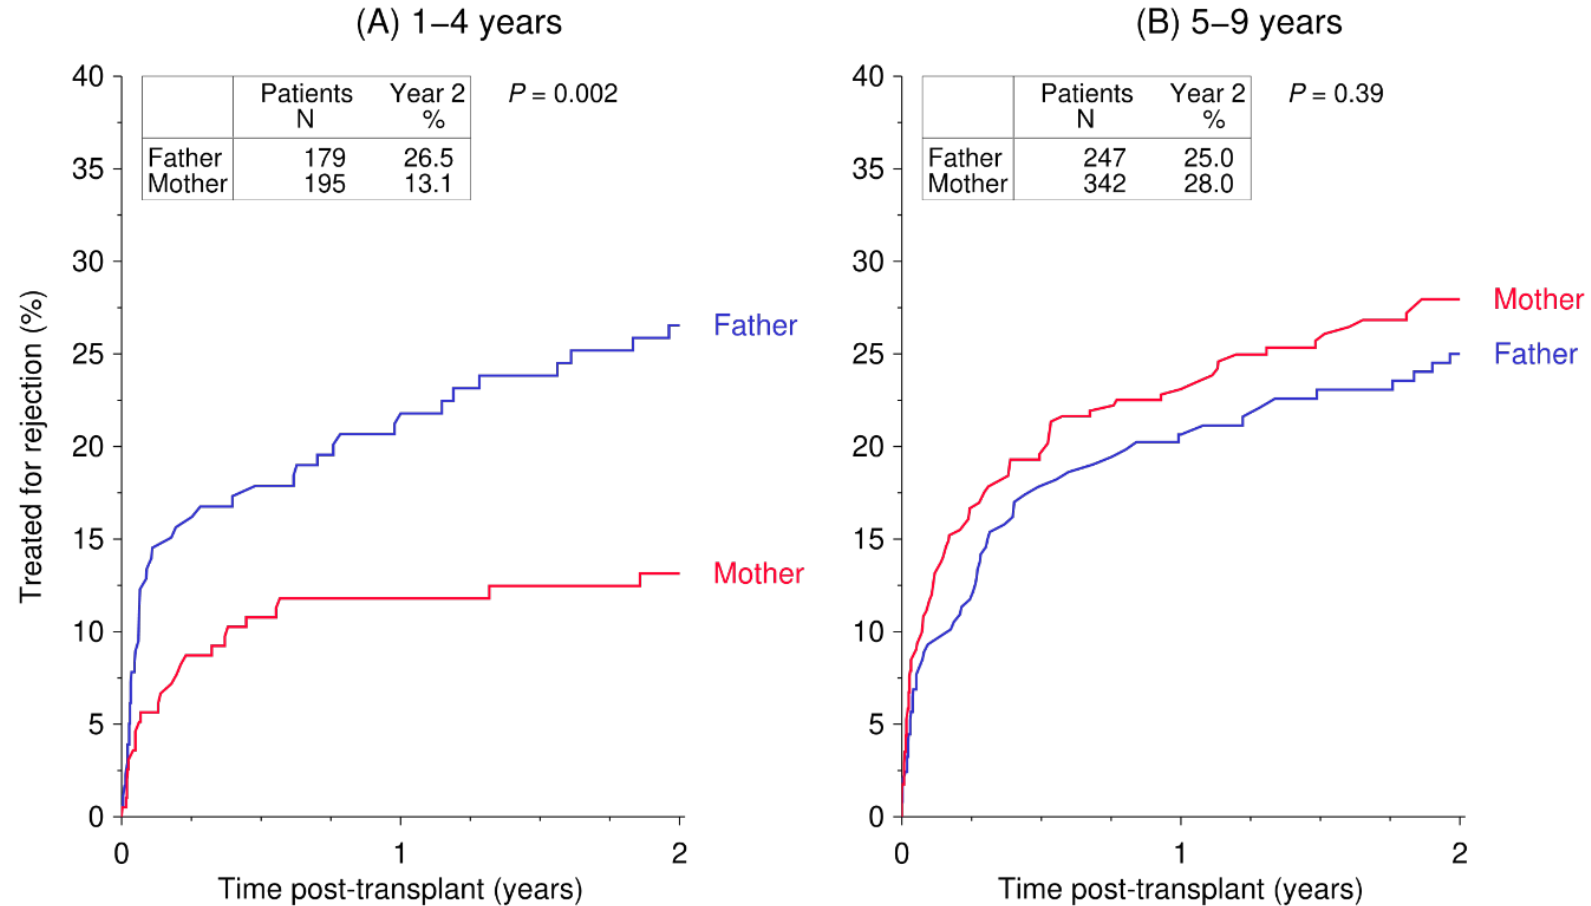 (A) 1–4 years
40
35
30
25
20
15
10
5
0
Treated for rejection (%)
Patients Year 2
N %
Father 179 26.5
Mother 195 13.1
P = 0.002
Father
Mother
0 1 2
Time post-transplant (years)
(B) 5–9 years
40
35
30
25
20
15
10
5
0
Patients Year 2
N %
Father 247 25.0
Mother 342 28.0
P = 0.39
Mother
Father
0 1 2
Time post-transplant (years)